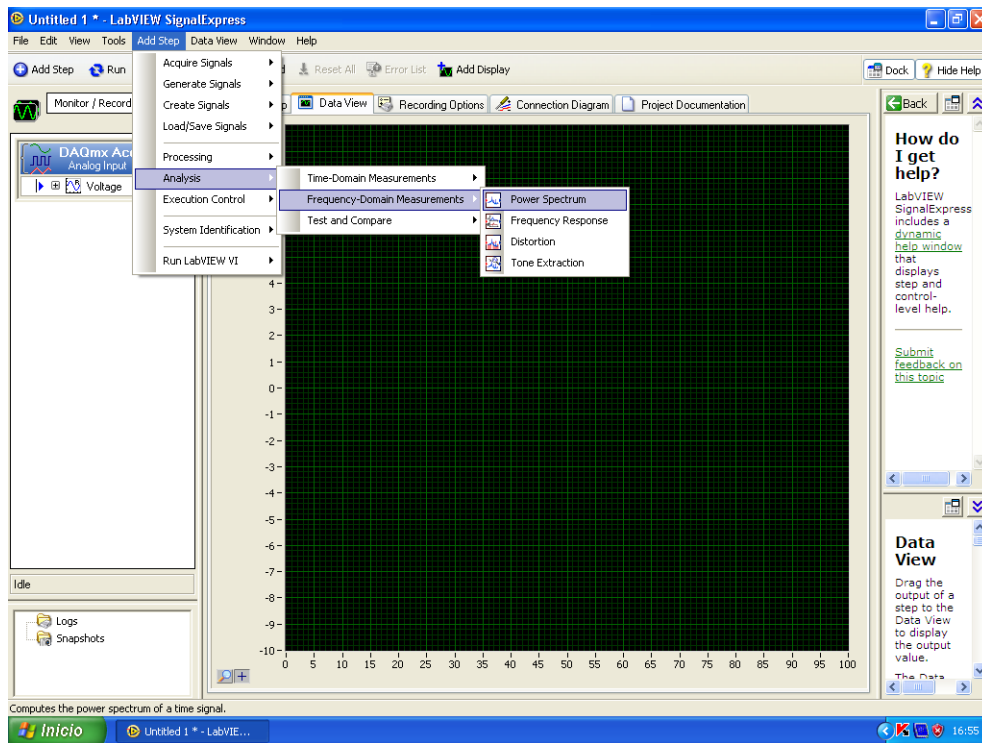 Untitled 1 * - LabVIEW SignalExpress
File Edit View Tools Add Step Data View Window Help
Add Step Run Reset All Error List Add Display Dock Hide Help
Monitor / Record Data View Recording Options Connection Diagram Project Documentation Back
Acquire Signals
Generate Signals
Create Signals
Load/Save Signals
Processing
Analysis
Execution Control
System Identification
Run LabVIEW VI
Time-Domain Measurements
Frequency-Domain Measurements
Test and Compare
Power Spectrum
Frequency Response
Distortion
Tone Extraction
DAQmx Acc
Analog Input
Voltage
4
3
2
1
0
-1
-2
-3
-4
-5
-6
-7
-8
-9
-10
0 5 10 15 20 25 30 35 40 45 50 55 60 65 70 75 80 85 90 95 100
How do
I get
help?
LabVIEW
SignalExpress
includes a
dynamic
help window
that
displays
step and
control-
level help.
Submit
feedback on
this topic
Data
View
Drag the
output of a
step to the
Data View
to display
the output
value.
The Data
Idle
Logs
Snapshots
Computes the power spectrum of a time signal.
Inicio Untitled 1 * - LabVIE... 16:55